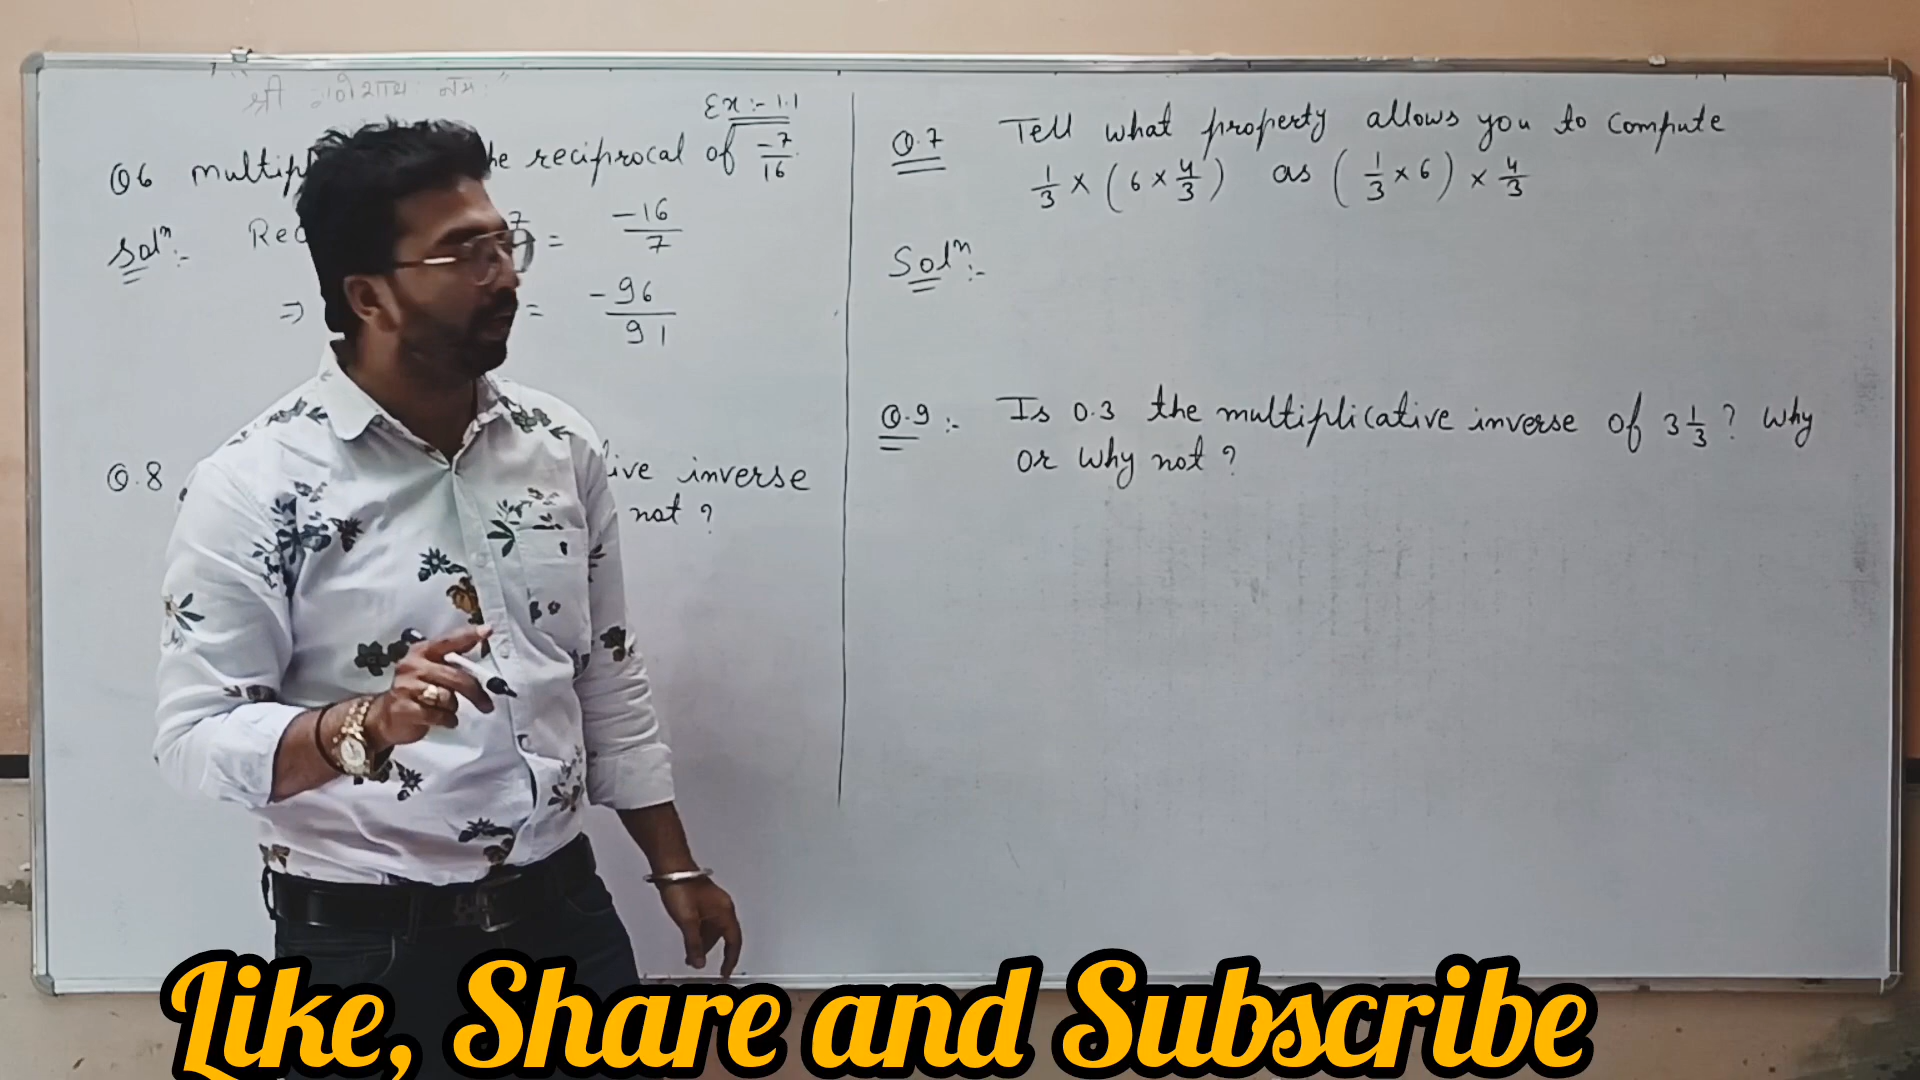 "श्री गणेशाय: नम:"
Ex:- 1.1
Q6 multip he reciprocal of -7/16.
Solⁿ:- Rec 7 = -16/7
⇒ = -96/91
Q.8 ive inverse
not ?
Q.7 Tell what property allows you to compute
1/3 × (6 × 4/3) as (1/3 × 6) × 4/3
Solⁿ:-
Q.9:- Is 0.3 the multiplicative inverse of 3 1/3 ? Why
or why not ?
Like, Share and Subscribe